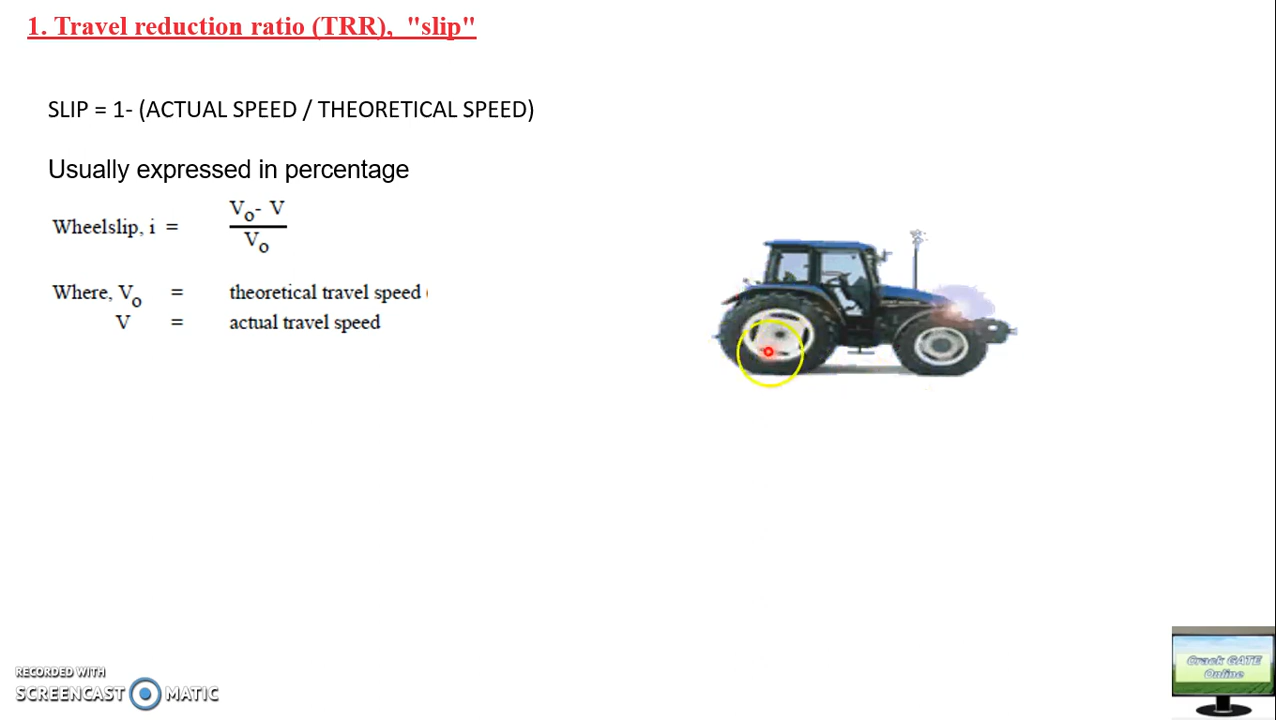 1. Travel reduction ratio (TRR), "slip"
SLIP = 1- (ACTUAL SPEED / THEORETICAL SPEED)
Usually expressed in percentage
Wheelslip, i = Vo- V
Vo
Where, Vo = theoretical travel speed (
V = actual travel speed
Crack GATE
Online
RECORDED WITH
SCREENCAST MATIC